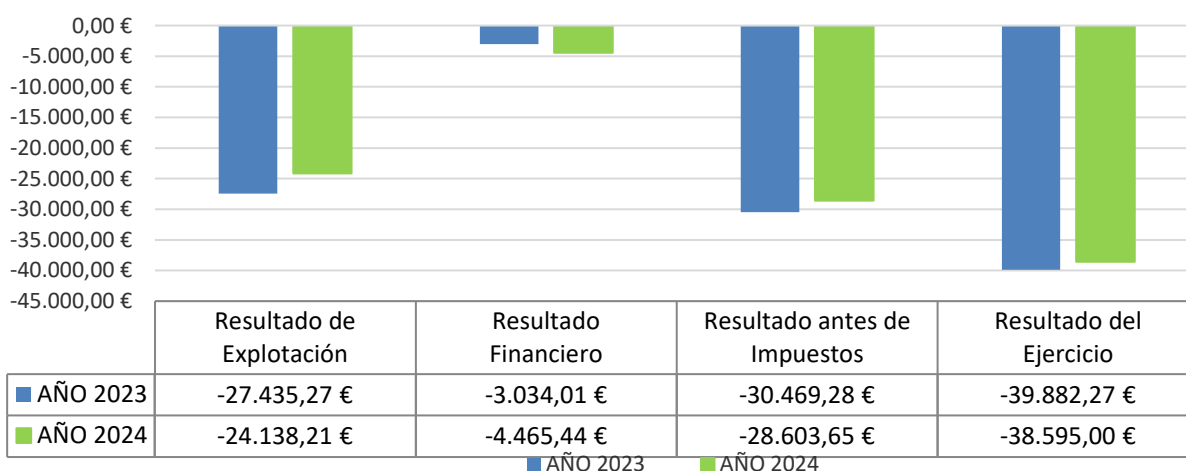 0,00 €
-5.000,00 €
-10.000,00 €
-15.000,00 €
-20.000,00 €
-25.000,00 €
-30.000,00 €
-35.000,00 €
-40.000,00 €
-45.000,00 €
Resultado de Explotación
Resultado Financiero
Resultado antes de Impuestos
Resultado del Ejercicio
AÑO 2023 -27.435,27 € -3.034,01 € -30.469,28 € -39.882,27 €
AÑO 2024 -24.138,21 € -4.465,44 € -28.603,65 € -38.595,00 €
AÑO 2023 AÑO 2024